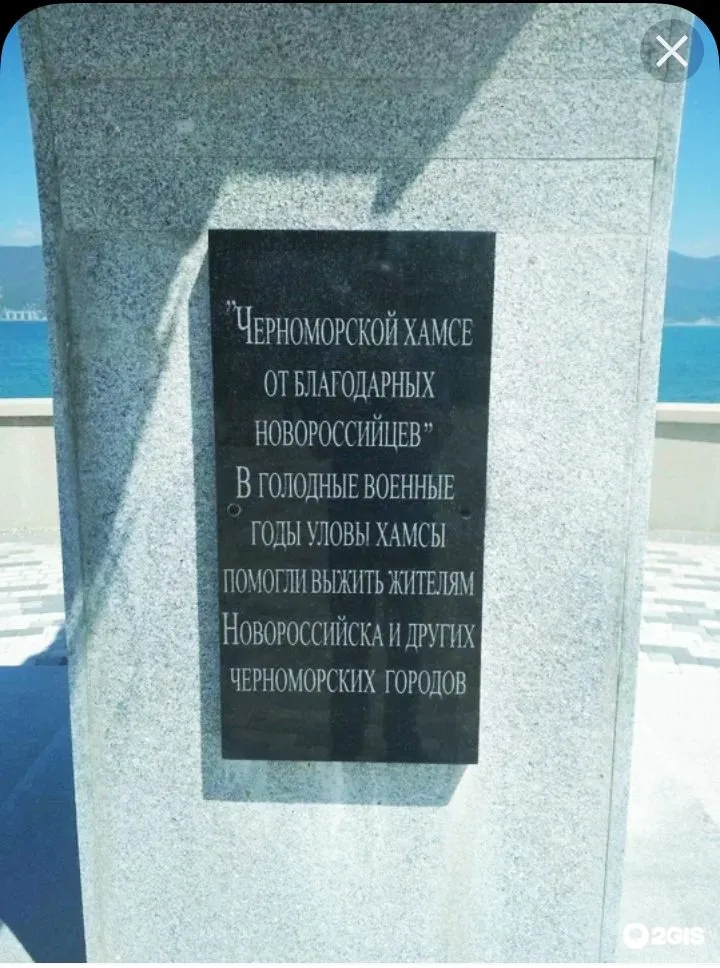 "Черноморской хамсе
от благодарных
новороссийцев"
В голодные военные
годы уловы хамсы
помогли выжить жителям
Новороссийска и других
черноморских городов
2GIS